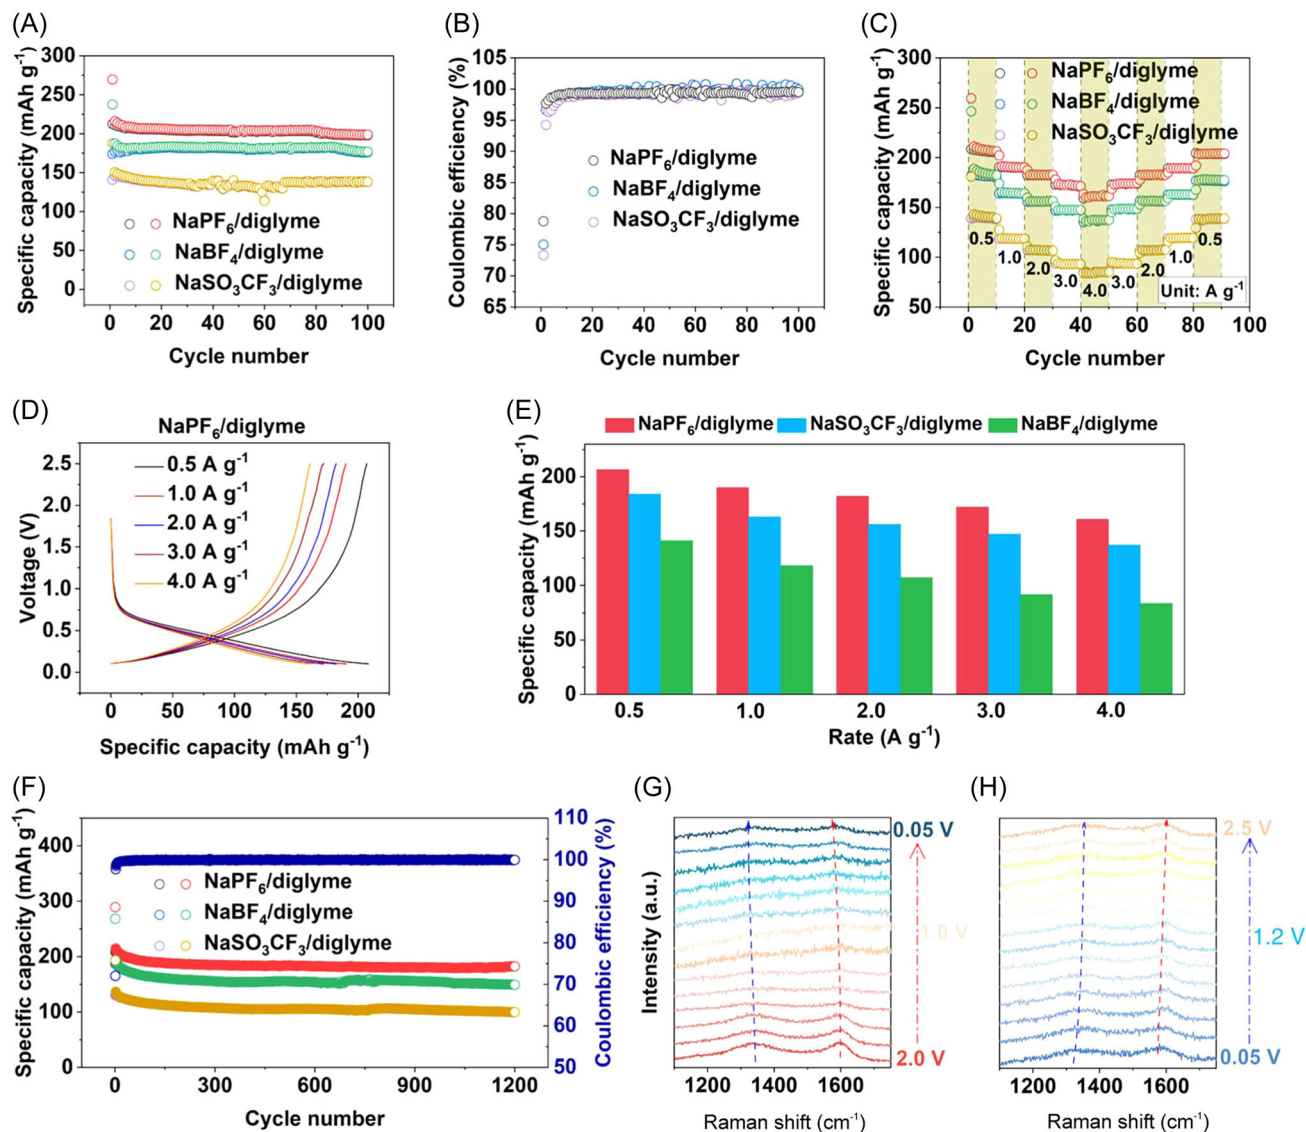 (A)
300
250
200
150
100
50
0
Specific capacity (mAh g-1)
NaPF6/diglyme
NaBF4/diglyme
NaSO3CF3/diglyme
0 20 40 60 80 100
Cycle number
(B)
105
100
95
90
85
80
75
70
65
Coulombic efficiency (%)
NaPF6/diglyme
NaBF4/diglyme
NaSO3CF3/diglyme
0 20 40 60 80 100
Cycle number
(C)
300
250
200
150
100
50
Specific capacity (mAh g-1)
NaPF6/diglyme
NaBF4/diglyme
NaSO3CF3/diglyme
0.5 1.0 2.0 3.0 4.0 3.0 2.0 1.0 0.5
Unit: A g-1
0 20 40 60 80 100
Cycle number
(D)
NaPF6/diglyme
2.5
2.0
1.5
1.0
0.5
0.0
Voltage (V)
0.5 A g-1
1.0 A g-1
2.0 A g-1
3.0 A g-1
4.0 A g-1
0 50 100 150 200
Specific capacity (mAh g-1)
(E)
NaPF6/diglyme NaSO3CF3/diglyme NaBF4/diglyme
200
150
100
50
0
Specific capacity (mAh g-1)
0.5 1.0 2.0 3.0 4.0
Rate (A g-1)
(F)
400
300
200
100
0
Specific capacity (mAh g-1)
NaPF6/diglyme
NaBF4/diglyme
NaSO3CF3/diglyme
110
100
90
80
70
60
50
Coulombic efficiency (%)
0 300 600 900 1200
Cycle number
(G)
Intensity (a.u.)
0.05 V
1.0 V
2.0 V
1200 1400 1600
Raman shift (cm-1)
(H)
2.5 V
1.2 V
0.05 V
1200 1400 1600
Raman shift (cm-1)